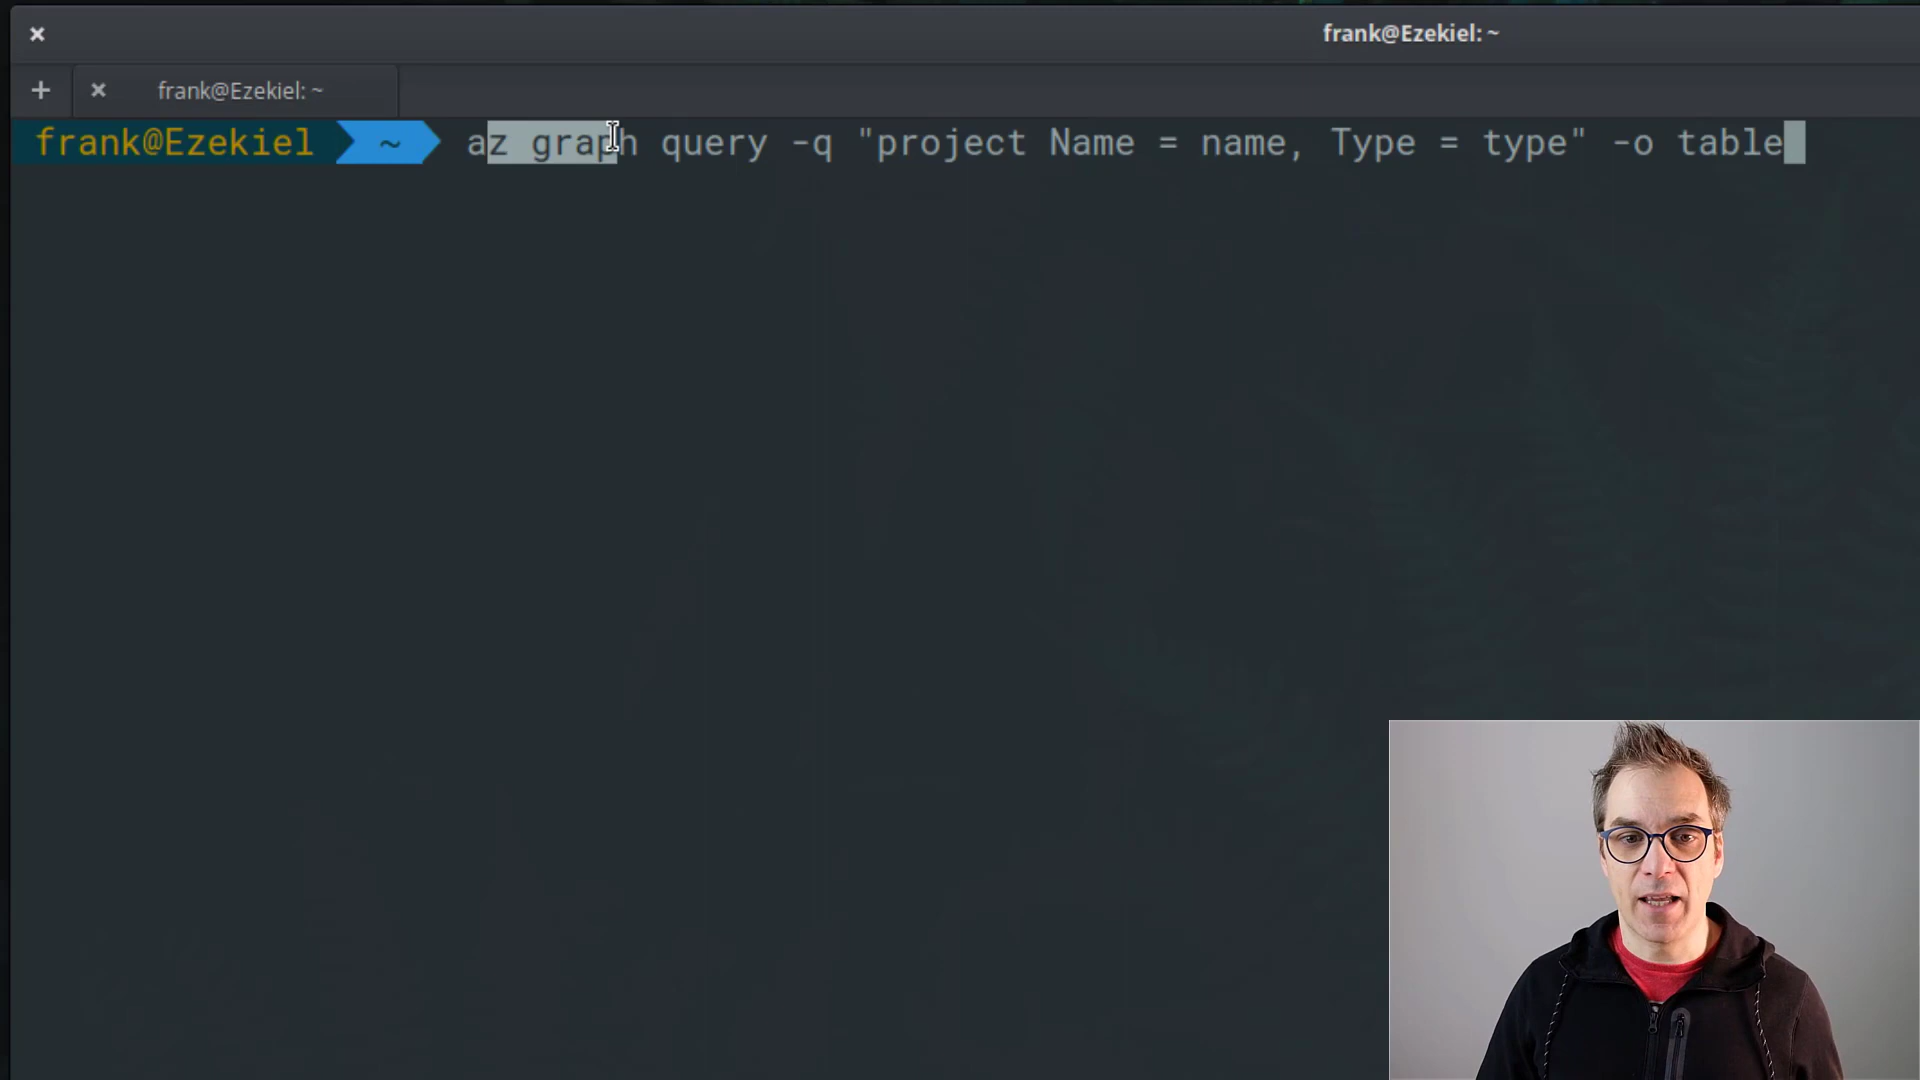 frank@Ezekiel: ~
frank@Ezekiel: ~
frank@Ezekiel ~ az graph query -q "project Name = name, Type = type" -o table